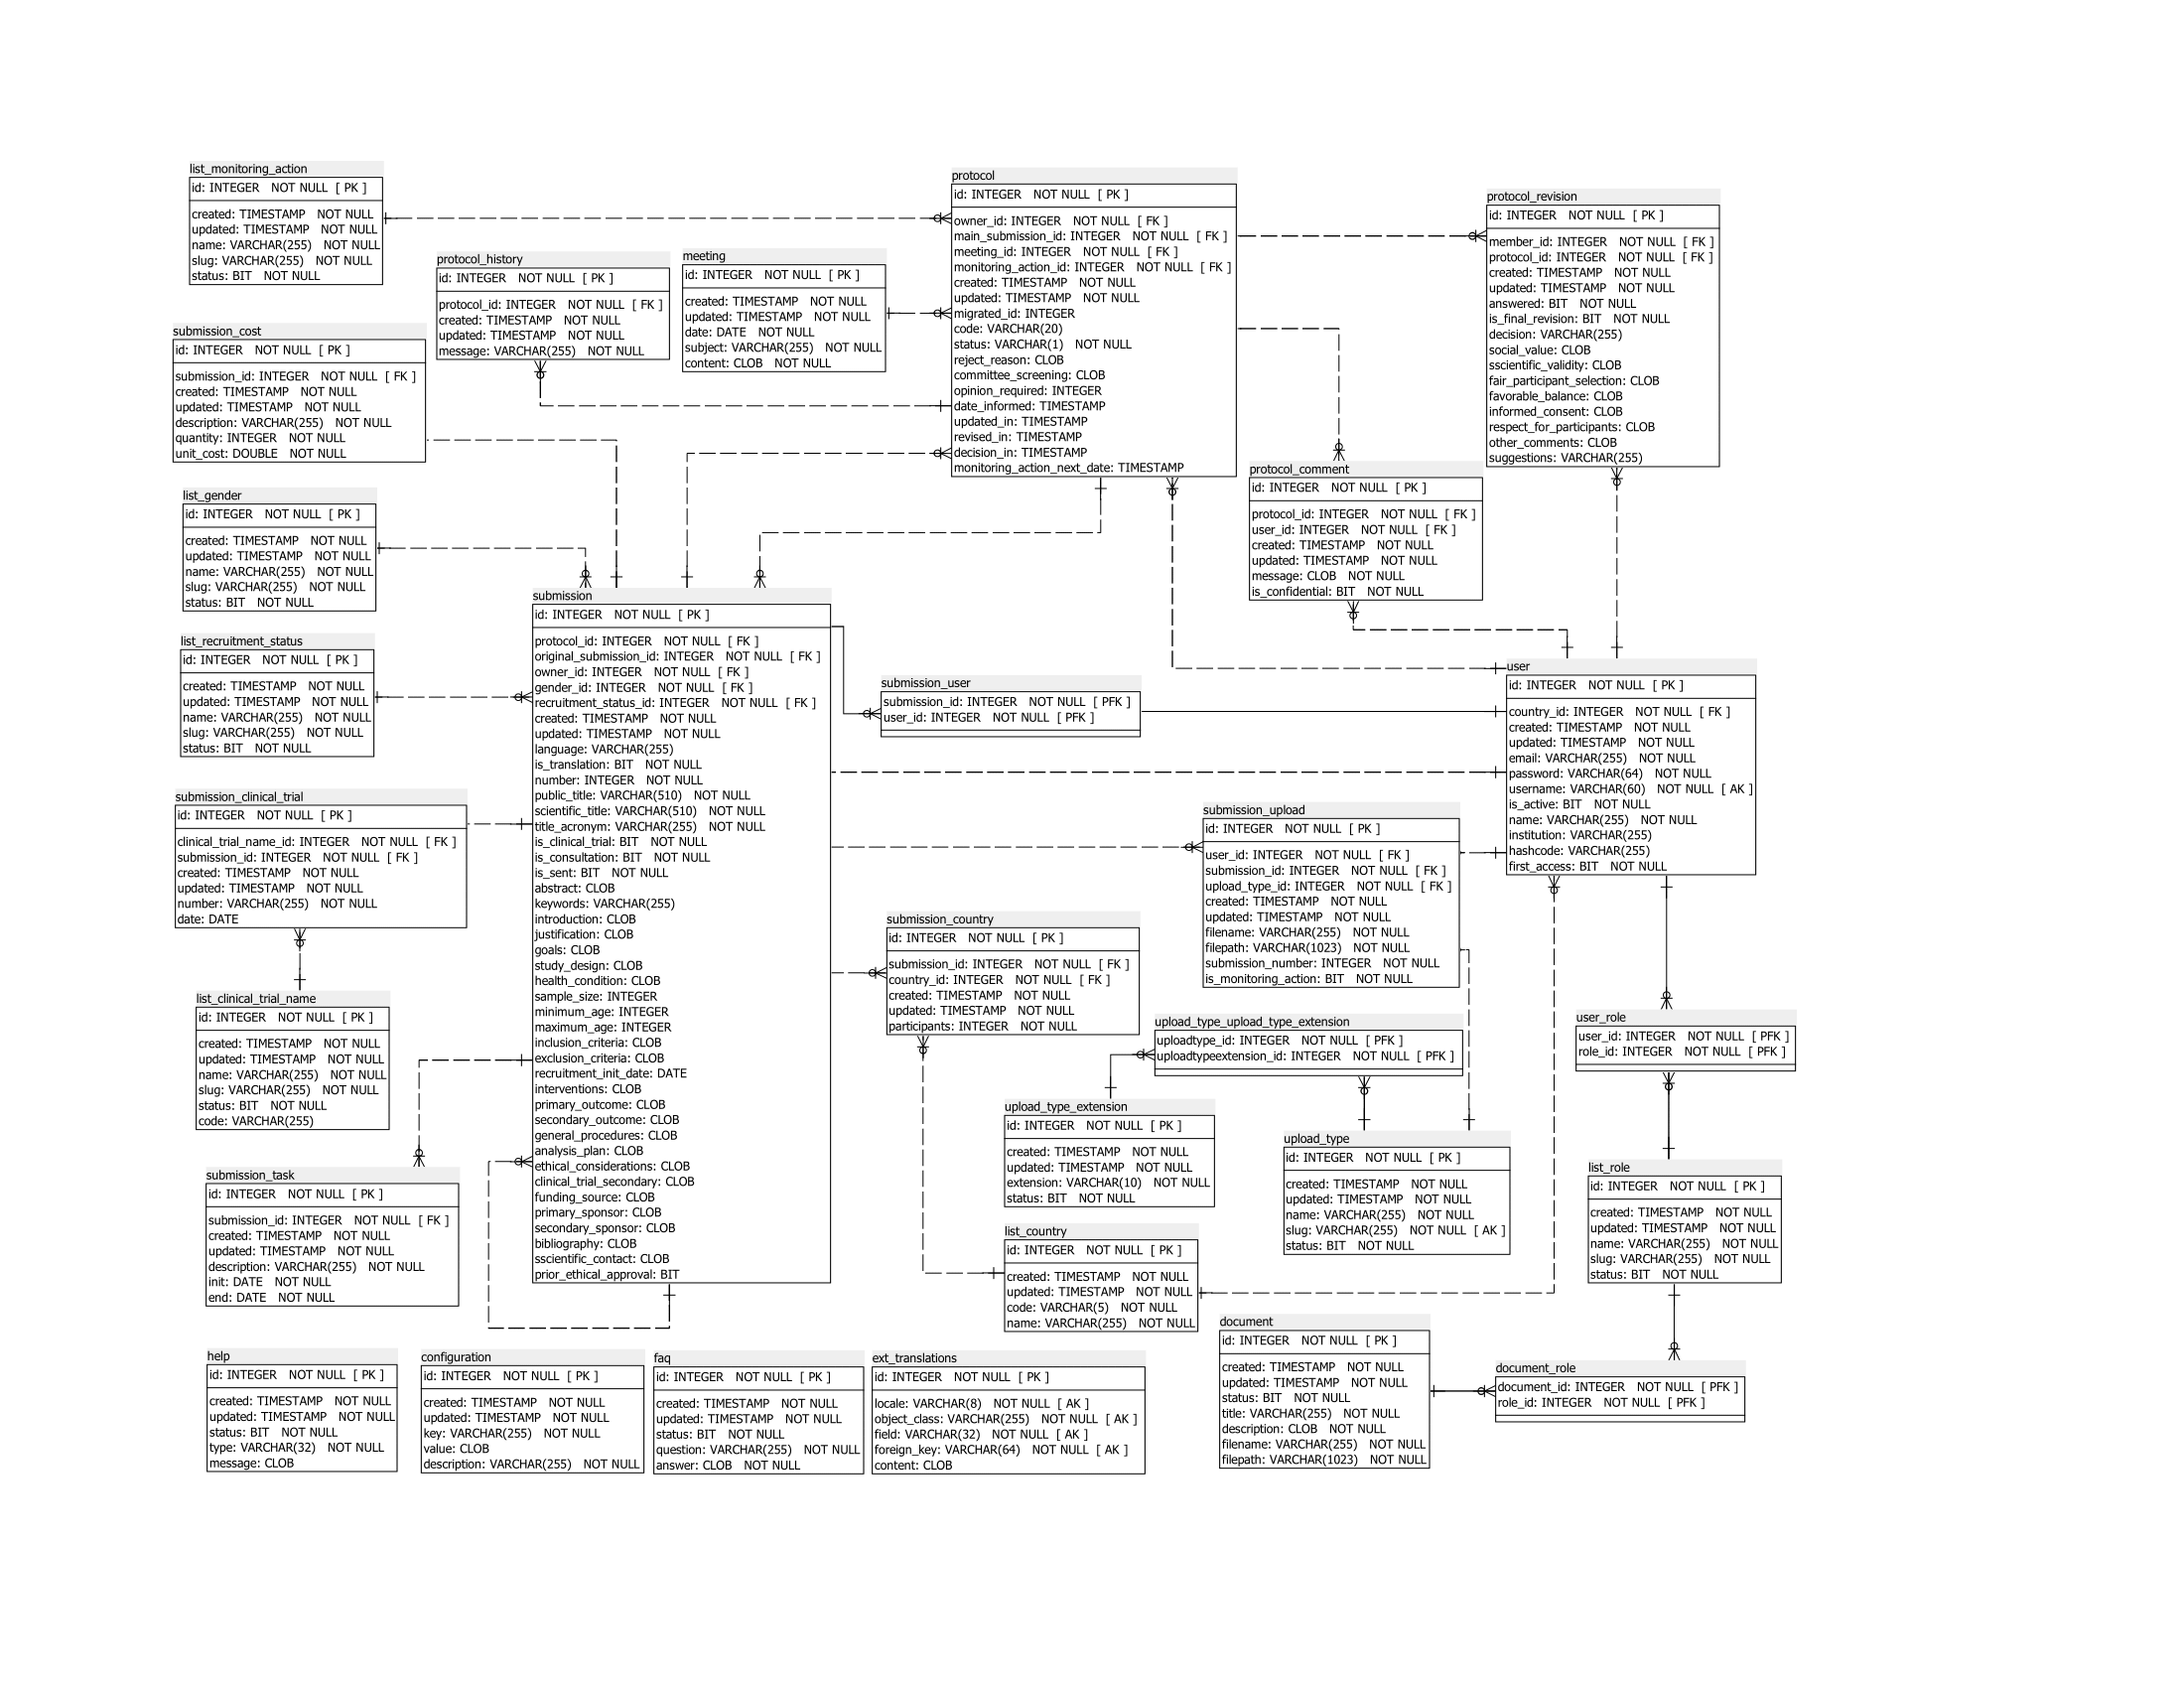 list_monitoring_action
id: INTEGER NOT NULL [ PK ]
created: TIMESTAMP NOT NULL
updated: TIMESTAMP NOT NULL
name: VARCHAR(255) NOT NULL
slug: VARCHAR(255) NOT NULL
status: BIT NOT NULL
protocol
id: INTEGER NOT NULL [ PK ]
owner_id: INTEGER NOT NULL [ FK ]
main_submission_id: INTEGER NOT NULL [ FK ]
meeting_id: INTEGER NOT NULL [ FK ]
monitoring_action_id: INTEGER NOT NULL [ FK ]
created: TIMESTAMP NOT NULL
updated: TIMESTAMP NOT NULL
migrated_id: INTEGER
code: VARCHAR(20)
status: VARCHAR(1) NOT NULL
reject_reason: CLOB
committee_screening: CLOB
opinion_required: INTEGER
date_informed: TIMESTAMP
updated_in: TIMESTAMP
revised_in: TIMESTAMP
decision_in: TIMESTAMP
monitoring_action_next_date: TIMESTAMP
protocol_revision
id: INTEGER NOT NULL [ PK ]
member_id: INTEGER NOT NULL [ FK ]
protocol_id: INTEGER NOT NULL [ FK ]
created: TIMESTAMP NOT NULL
updated: TIMESTAMP NOT NULL
answered: BIT NOT NULL
is_final_revision: BIT NOT NULL
decision: VARCHAR(255)
social_value: CLOB
sscientific_validity: CLOB
fair_participant_selection: CLOB
favorable_balance: CLOB
informed_consent: CLOB
respect_for_participants: CLOB
other_comments: CLOB
suggestions: VARCHAR(255)
protocol_history
id: INTEGER NOT NULL [ PK ]
protocol_id: INTEGER NOT NULL [ FK ]
created: TIMESTAMP NOT NULL
updated: TIMESTAMP NOT NULL
message: VARCHAR(255) NOT NULL
meeting
id: INTEGER NOT NULL [ PK ]
created: TIMESTAMP NOT NULL
updated: TIMESTAMP NOT NULL
date: DATE NOT NULL
subject: VARCHAR(255) NOT NULL
content: CLOB NOT NULL
submission_cost
id: INTEGER NOT NULL [ PK ]
submission_id: INTEGER NOT NULL [ FK ]
created: TIMESTAMP NOT NULL
updated: TIMESTAMP NOT NULL
description: VARCHAR(255) NOT NULL
quantity: INTEGER NOT NULL
unit_cost: DOUBLE NOT NULL
protocol_comment
id: INTEGER NOT NULL [ PK ]
protocol_id: INTEGER NOT NULL [ FK ]
user_id: INTEGER NOT NULL [ FK ]
created: TIMESTAMP NOT NULL
updated: TIMESTAMP NOT NULL
message: CLOB NOT NULL
is_confidential: BIT NOT NULL
list_gender
id: INTEGER NOT NULL [ PK ]
created: TIMESTAMP NOT NULL
updated: TIMESTAMP NOT NULL
name: VARCHAR(255) NOT NULL
slug: VARCHAR(255) NOT NULL
status: BIT NOT NULL
submission
id: INTEGER NOT NULL [ PK ]
protocol_id: INTEGER NOT NULL [ FK ]
original_submission_id: INTEGER NOT NULL [ FK ]
owner_id: INTEGER NOT NULL [ FK ]
gender_id: INTEGER NOT NULL [ FK ]
recruitment_status_id: INTEGER NOT NULL [ FK ]
created: TIMESTAMP NOT NULL
updated: TIMESTAMP NOT NULL
language: VARCHAR(255)
is_translation: BIT NOT NULL
number: INTEGER NOT NULL
public_title: VARCHAR(510) NOT NULL
scientific_title: VARCHAR(510) NOT NULL
title_acronym: VARCHAR(255) NOT NULL
is_clinical_trial: BIT NOT NULL
is_consultation: BIT NOT NULL
is_sent: BIT NOT NULL
abstract: CLOB
keywords: VARCHAR(255)
introduction: CLOB
justification: CLOB
goals: CLOB
study_design: CLOB
health_condition: CLOB
sample_size: INTEGER
minimum_age: INTEGER
maximum_age: INTEGER
inclusion_criteria: CLOB
exclusion_criteria: CLOB
recruitment_init_date: DATE
interventions: CLOB
primary_outcome: CLOB
secondary_outcome: CLOB
general_procedures: CLOB
analysis_plan: CLOB
ethical_considerations: CLOB
clinical_trial_secondary: CLOB
funding_source: CLOB
primary_sponsor: CLOB
secondary_sponsor: CLOB
bibliography: CLOB
sscientific_contact: CLOB
prior_ethical_approval: BIT
list_recruitment_status
id: INTEGER NOT NULL [ PK ]
created: TIMESTAMP NOT NULL
updated: TIMESTAMP NOT NULL
name: VARCHAR(255) NOT NULL
slug: VARCHAR(255) NOT NULL
status: BIT NOT NULL
submission_user
submission_id: INTEGER NOT NULL [ PFK ]
user_id: INTEGER NOT NULL [ PFK ]
user
id: INTEGER NOT NULL [ PK ]
country_id: INTEGER NOT NULL [ FK ]
created: TIMESTAMP NOT NULL
updated: TIMESTAMP NOT NULL
email: VARCHAR(255) NOT NULL
password: VARCHAR(64) NOT NULL
username: VARCHAR(60) NOT NULL [ AK ]
is_active: BIT NOT NULL
name: VARCHAR(255) NOT NULL
institution: VARCHAR(255)
hashcode: VARCHAR(255)
first_access: BIT NOT NULL
submission_clinical_trial
id: INTEGER NOT NULL [ PK ]
clinical_trial_name_id: INTEGER NOT NULL [ FK ]
submission_id: INTEGER NOT NULL [ FK ]
created: TIMESTAMP NOT NULL
updated: TIMESTAMP NOT NULL
number: VARCHAR(255) NOT NULL
date: DATE
submission_upload
id: INTEGER NOT NULL [ PK ]
user_id: INTEGER NOT NULL [ FK ]
submission_id: INTEGER NOT NULL [ FK ]
upload_type_id: INTEGER NOT NULL [ FK ]
created: TIMESTAMP NOT NULL
updated: TIMESTAMP NOT NULL
filename: VARCHAR(255) NOT NULL
filepath: VARCHAR(1023) NOT NULL
submission_number: INTEGER NOT NULL
is_monitoring_action: BIT NOT NULL
submission_country
id: INTEGER NOT NULL [ PK ]
submission_id: INTEGER NOT NULL [ FK ]
country_id: INTEGER NOT NULL [ FK ]
created: TIMESTAMP NOT NULL
updated: TIMESTAMP NOT NULL
participants: INTEGER NOT NULL
list_clinical_trial_name
id: INTEGER NOT NULL [ PK ]
created: TIMESTAMP NOT NULL
updated: TIMESTAMP NOT NULL
name: VARCHAR(255) NOT NULL
slug: VARCHAR(255) NOT NULL
status: BIT NOT NULL
code: VARCHAR(255)
upload_type_upload_type_extension
uploadtype_id: INTEGER NOT NULL [ PFK ]
uploadtypeextension_id: INTEGER NOT NULL [ PFK ]
user_role
user_id: INTEGER NOT NULL [ PFK ]
role_id: INTEGER NOT NULL [ PFK ]
upload_type_extension
id: INTEGER NOT NULL [ PK ]
created: TIMESTAMP NOT NULL
updated: TIMESTAMP NOT NULL
extension: VARCHAR(10) NOT NULL
status: BIT NOT NULL
upload_type
id: INTEGER NOT NULL [ PK ]
created: TIMESTAMP NOT NULL
updated: TIMESTAMP NOT NULL
name: VARCHAR(255) NOT NULL
slug: VARCHAR(255) NOT NULL [ AK ]
status: BIT NOT NULL
list_role
id: INTEGER NOT NULL [ PK ]
created: TIMESTAMP NOT NULL
updated: TIMESTAMP NOT NULL
name: VARCHAR(255) NOT NULL
slug: VARCHAR(255) NOT NULL
status: BIT NOT NULL
submission_task
id: INTEGER NOT NULL [ PK ]
submission_id: INTEGER NOT NULL [ FK ]
created: TIMESTAMP NOT NULL
updated: TIMESTAMP NOT NULL
description: VARCHAR(255) NOT NULL
init: DATE NOT NULL
end: DATE NOT NULL
list_country
id: INTEGER NOT NULL [ PK ]
created: TIMESTAMP NOT NULL
updated: TIMESTAMP NOT NULL
code: VARCHAR(5) NOT NULL
name: VARCHAR(255) NOT NULL
document
id: INTEGER NOT NULL [ PK ]
created: TIMESTAMP NOT NULL
updated: TIMESTAMP NOT NULL
status: BIT NOT NULL
title: VARCHAR(255) NOT NULL
description: CLOB NOT NULL
filename: VARCHAR(255) NOT NULL
filepath: VARCHAR(1023) NOT NULL
document_role
document_id: INTEGER NOT NULL [ PFK ]
role_id: INTEGER NOT NULL [ PFK ]
help
id: INTEGER NOT NULL [ PK ]
created: TIMESTAMP NOT NULL
updated: TIMESTAMP NOT NULL
status: BIT NOT NULL
type: VARCHAR(32) NOT NULL
message: CLOB
configuration
id: INTEGER NOT NULL [ PK ]
created: TIMESTAMP NOT NULL
updated: TIMESTAMP NOT NULL
key: VARCHAR(255) NOT NULL
value: CLOB
description: VARCHAR(255) NOT NULL
faq
id: INTEGER NOT NULL [ PK ]
created: TIMESTAMP NOT NULL
updated: TIMESTAMP NOT NULL
status: BIT NOT NULL
question: VARCHAR(255) NOT NULL
answer: CLOB NOT NULL
ext_translations
id: INTEGER NOT NULL [ PK ]
locale: VARCHAR(8) NOT NULL [ AK ]
object_class: VARCHAR(255) NOT NULL [ AK ]
field: VARCHAR(32) NOT NULL [ AK ]
foreign_key: VARCHAR(64) NOT NULL [ AK ]
content: CLOB